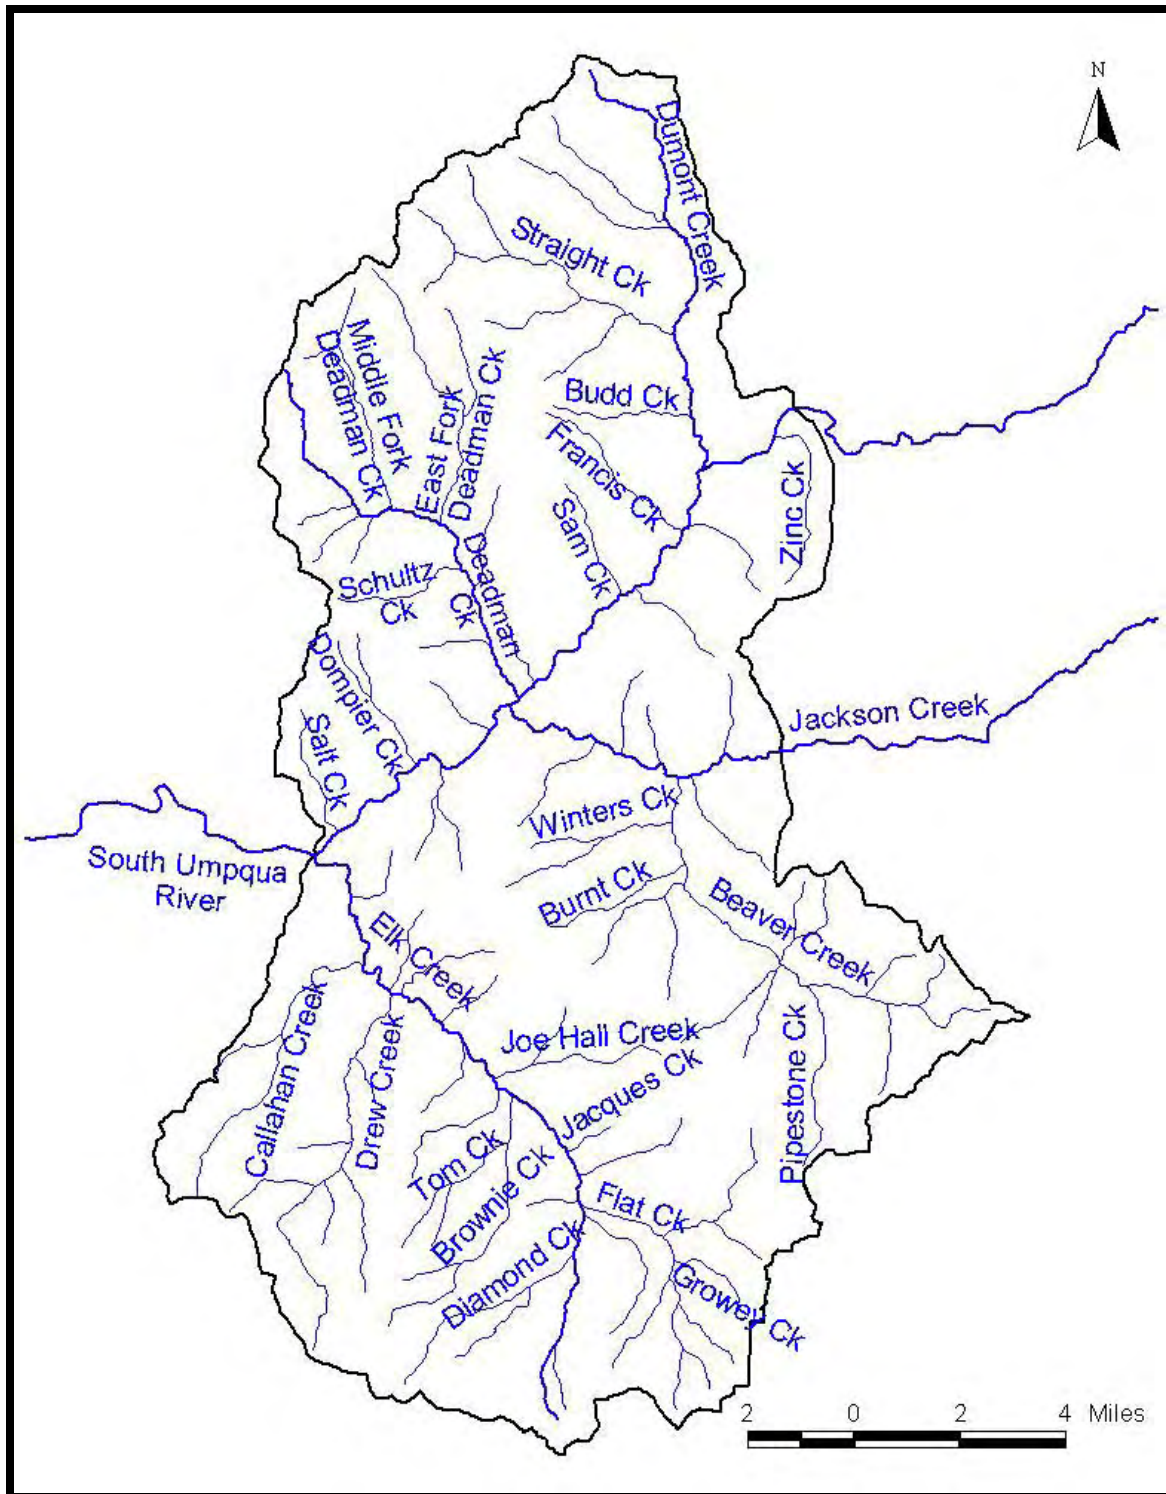 N
Dumont Creek
Straight Ck
Middle Fork
Deadman Ck
East Fork
Deadman Ck
Budd Ck
Francis Ck
Zinc Ck
Sam Ck
Deadman
Ck
Schultz
Ck
Dompier Ck
Salt Ck
Jackson Creek
Winters Ck
South Umpqua
River
Burnt Ck
Beaver Creek
Elk Creek
Callahan Creek
Drew Creek
Joe Hall Creek
Jacques Ck
Pipestone Ck
Tom Ck
Brownie Ck
Flat Ck
Diamond Ck
Growey Ck
2 0 2 4 Miles